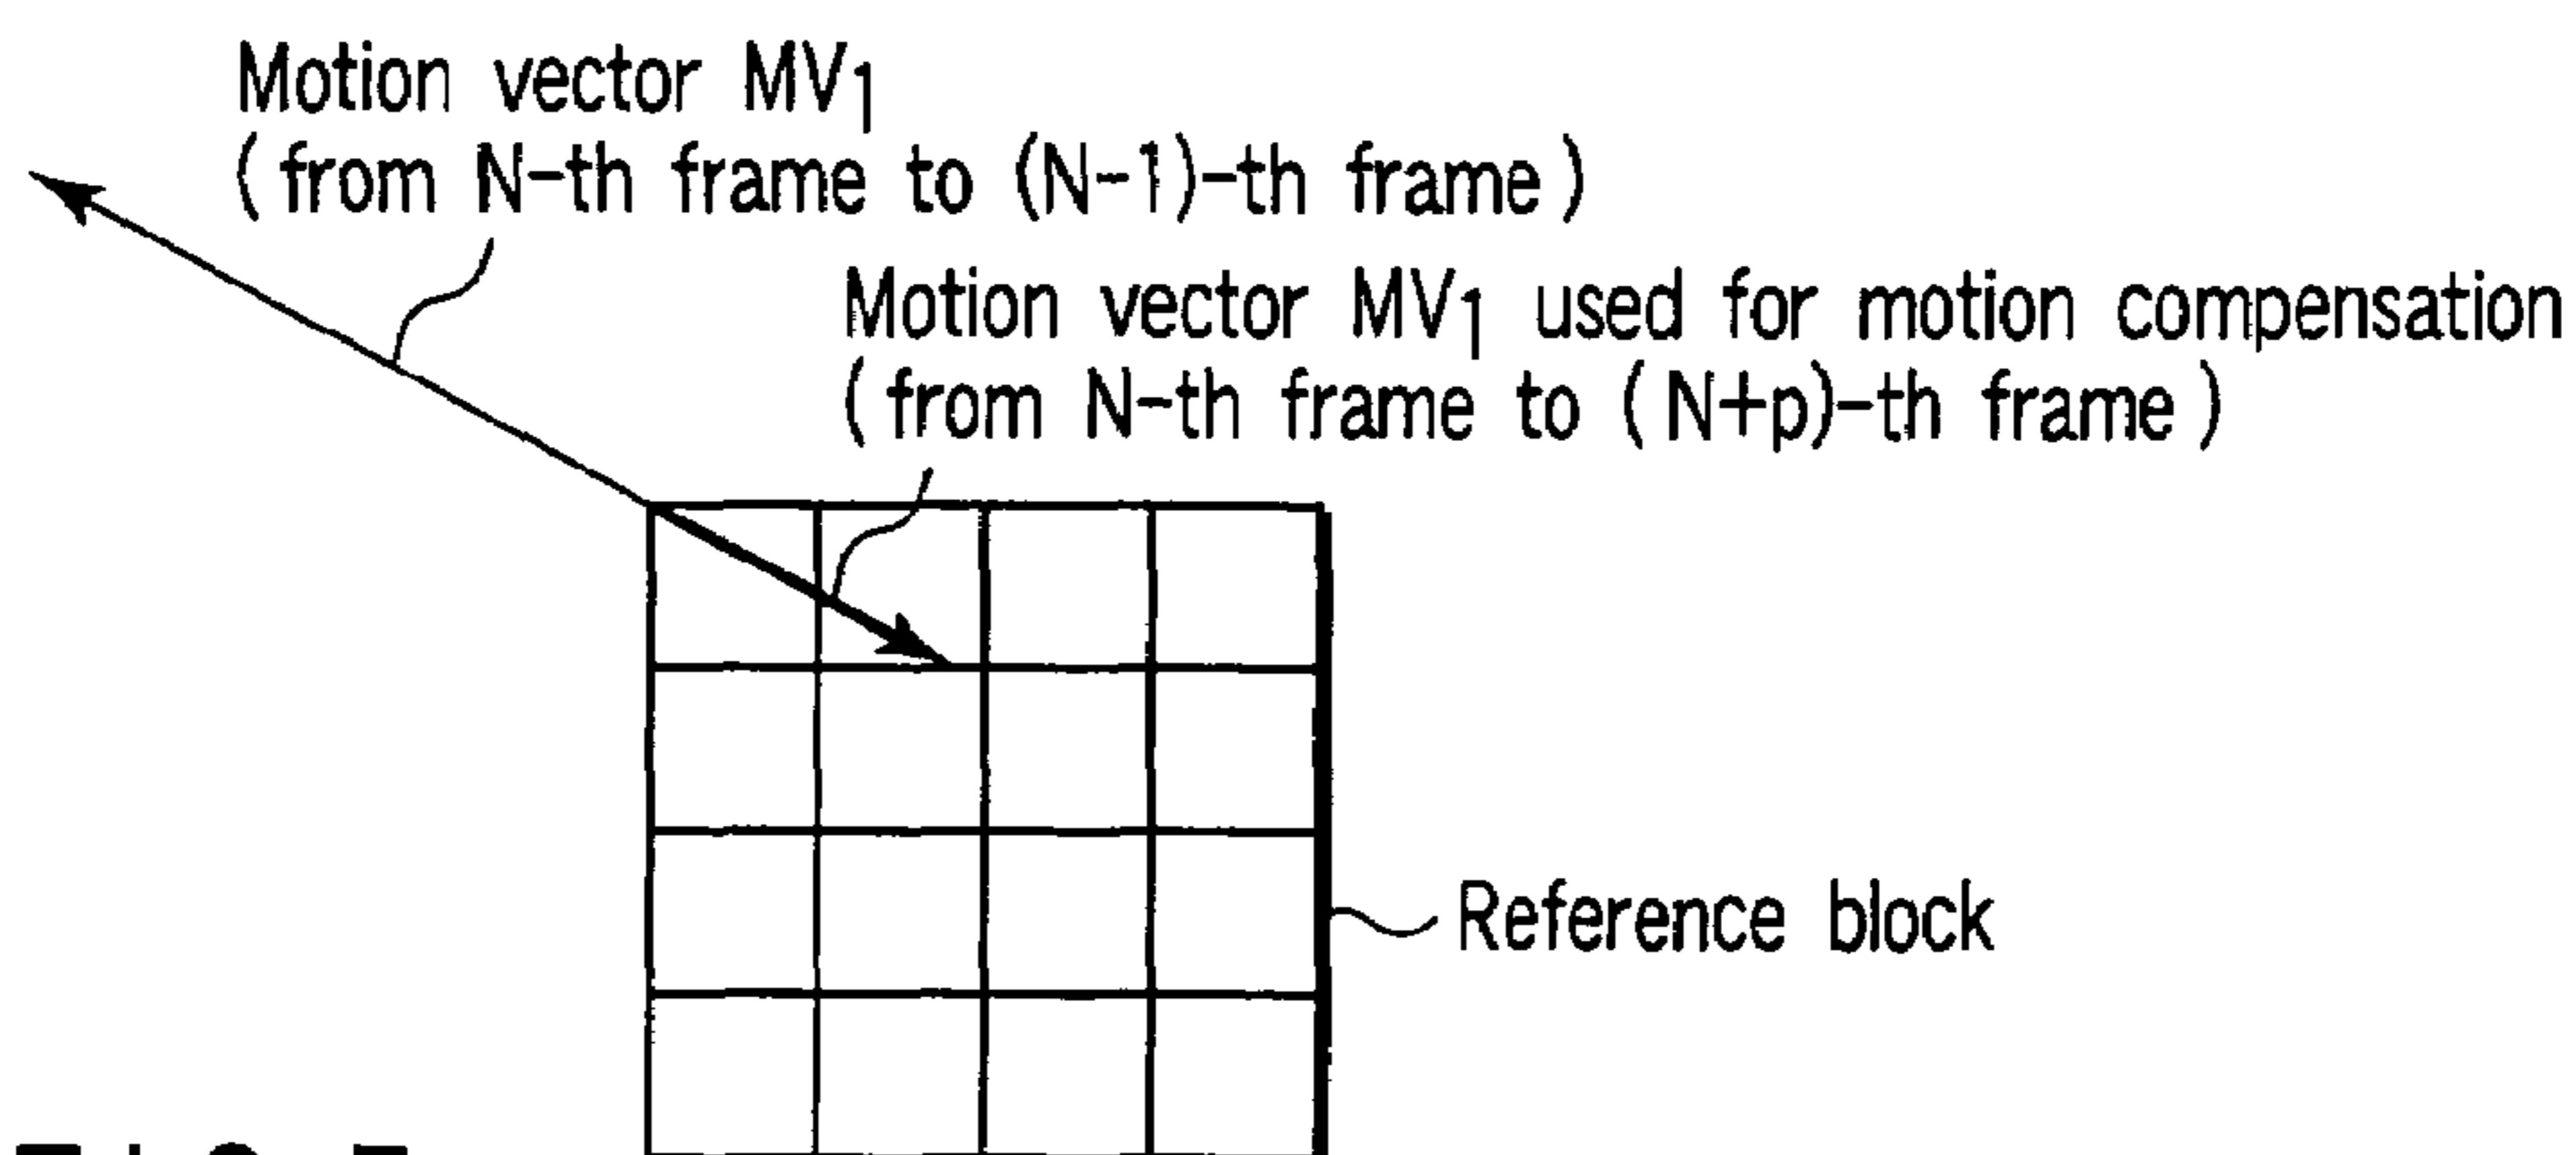 Motion vector MV1
(from N-th frame to (N-1)-th frame)
Motion vector MV1 used for motion compensation
(from N-th frame to (N+p)-th frame)
Reference block